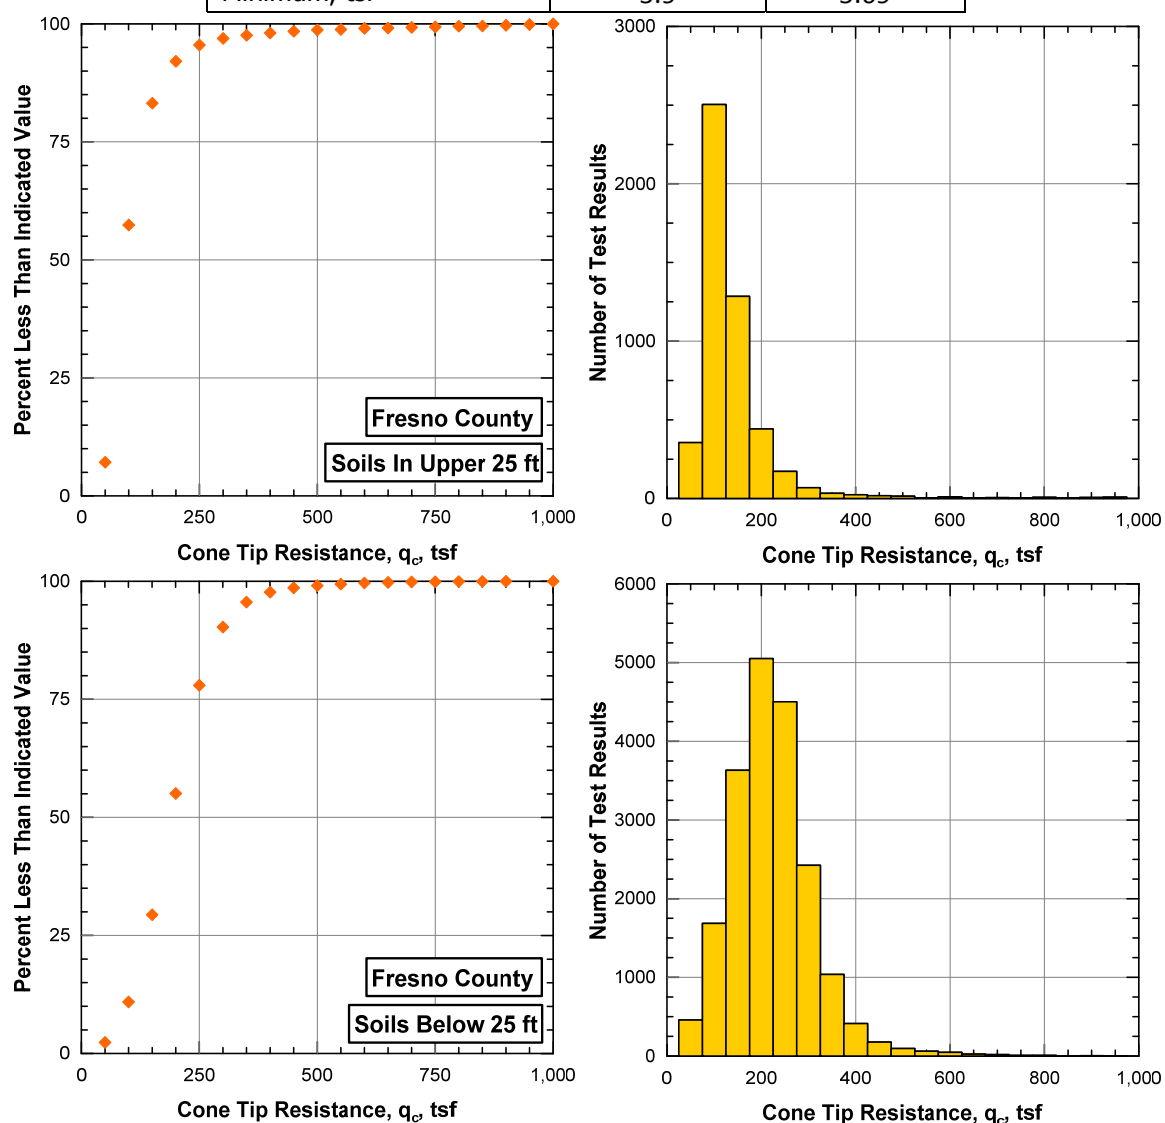 Minimum, tsf
100
75
50
25
0
Percent Less Than Indicated Value
Fresno County
Soils In Upper 25 ft
0 250 500 750 1,000
Cone Tip Resistance, qc, tsf
3000
2000
1000
0
Number of Test Results
0 200 400 600 800 1,000
Cone Tip Resistance, qc, tsf
100
75
50
25
0
Percent Less Than Indicated Value
Fresno County
Soils Below 25 ft
0 250 500 750 1,000
Cone Tip Resistance, qc, tsf
6000
5000
4000
3000
2000
1000
0
Number of Test Results
0 200 400 600 800 1,000
Cone Tip Resistance, qc, tsf